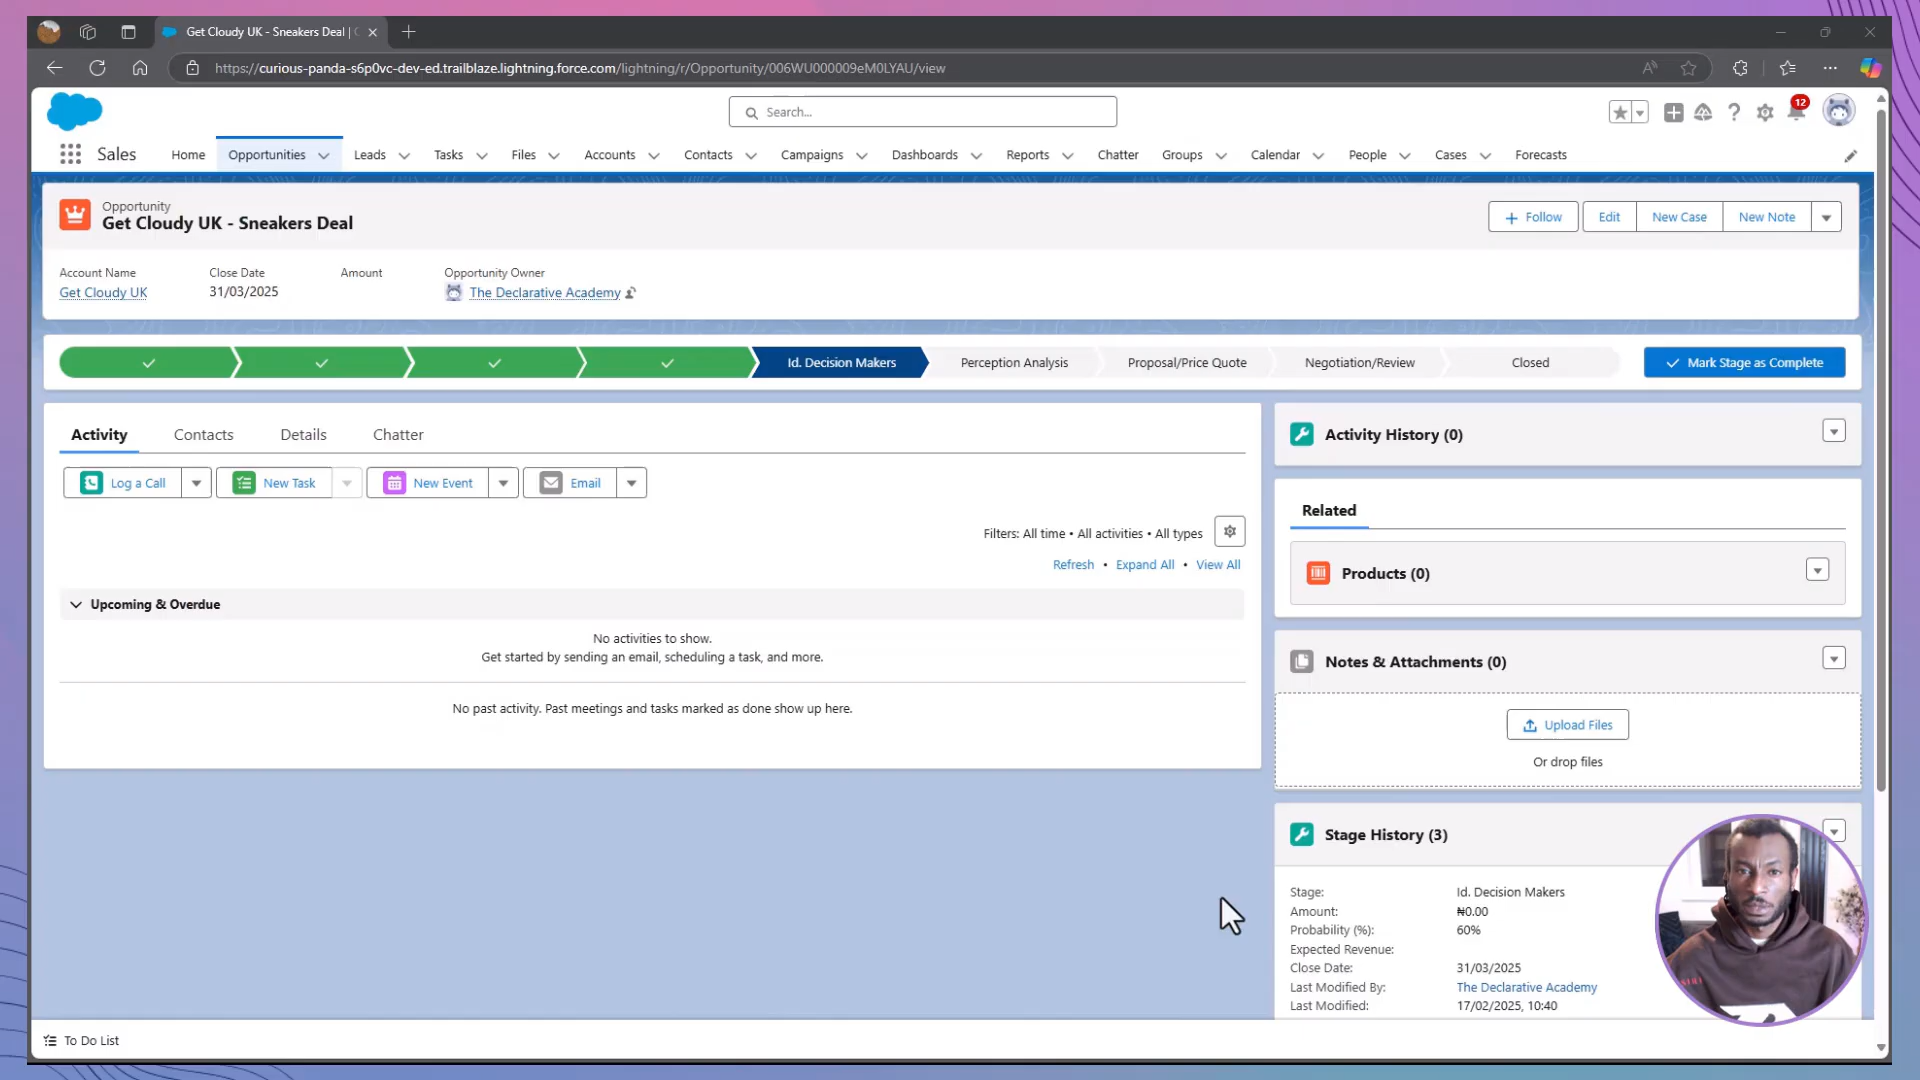 Get Cloudy UK - Sneakers Deal |
https://curious-panda-s6p0vc-dev-ed.trailblaze.lightning.force.com/lightning/r/Opportunity/006WU000009eM0LYAU/view
Search...
12
Sales Home Opportunities Leads Tasks Files Accounts Contacts Campaigns Dashboards Reports Chatter Groups Calendar People Cases Forecasts
Opportunity
Get Cloudy UK - Sneakers Deal
Follow Edit New Case New Note
Account Name Close Date Amount Opportunity Owner
Get Cloudy UK 31/03/2025 The Declarative Academy
Id. Decision Makers Perception Analysis Proposal/Price Quote Negotiation/Review Closed Mark Stage as Complete
Activity Contacts Details Chatter
Log a Call New Task New Event Email
Filters: All time • All activities • All types
Refresh • Expand All • View All
Upcoming & Overdue
No activities to show.
Get started by sending an email, scheduling a task, and more.
No past activity. Past meetings and tasks marked as done show up here.
Activity History (0)
Related
Products (0)
Notes & Attachments (0)
Upload Files
Or drop files
Stage History (3)
Stage: Id. Decision Makers
Amount: ₦0.00
Probability (%): 60%
Expected Revenue:
Close Date: 31/03/2025
Last Modified By: The Declarative Academy
Last Modified: 17/02/2025, 10:40
To Do List